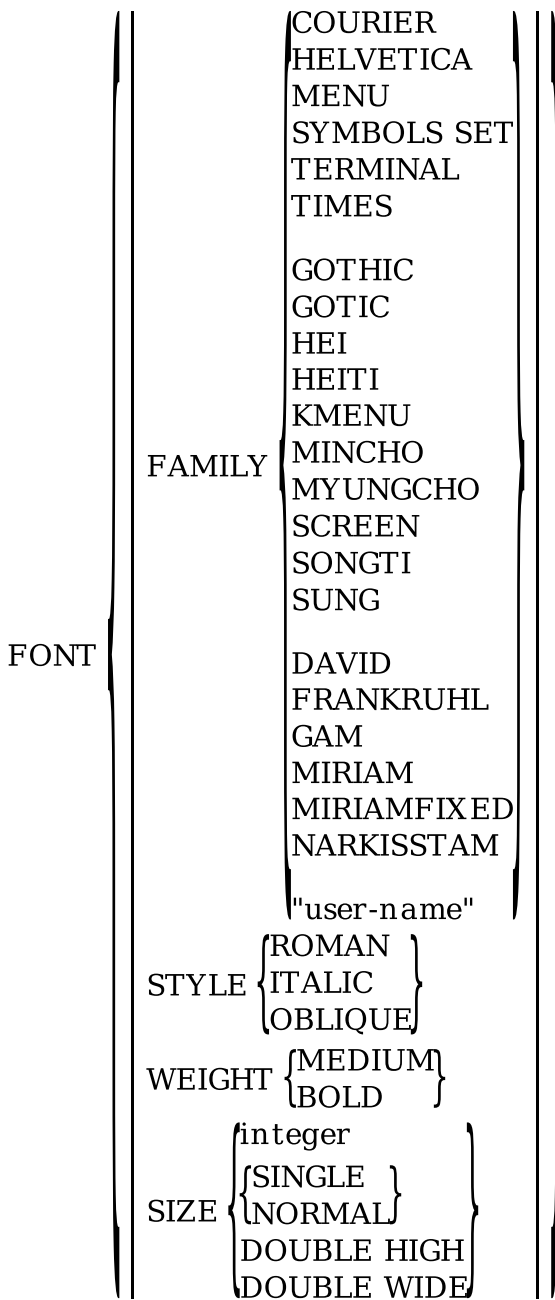 COURIER
HELVETICA
MENU
SYMBOLS SET
TERMINAL
TIMES
GOTHIC
GOTIC
HEI
HEITI
KMENU
FAMILY
MINCHO
MYUNGCHO
SCREEN
SONGTI
SUNG
FONT
DAVID
FRANKRUHL
GAM
MIRIAM
MIRIAMFIXED
NARKISSTAM
"user-name"
STYLE
ROMAN
ITALIC
OBLIQUE
WEIGHT
MEDIUM
BOLD
SIZE
integer
SINGLE
NORMAL
DOUBLE HIGH
DOUBLE WIDE